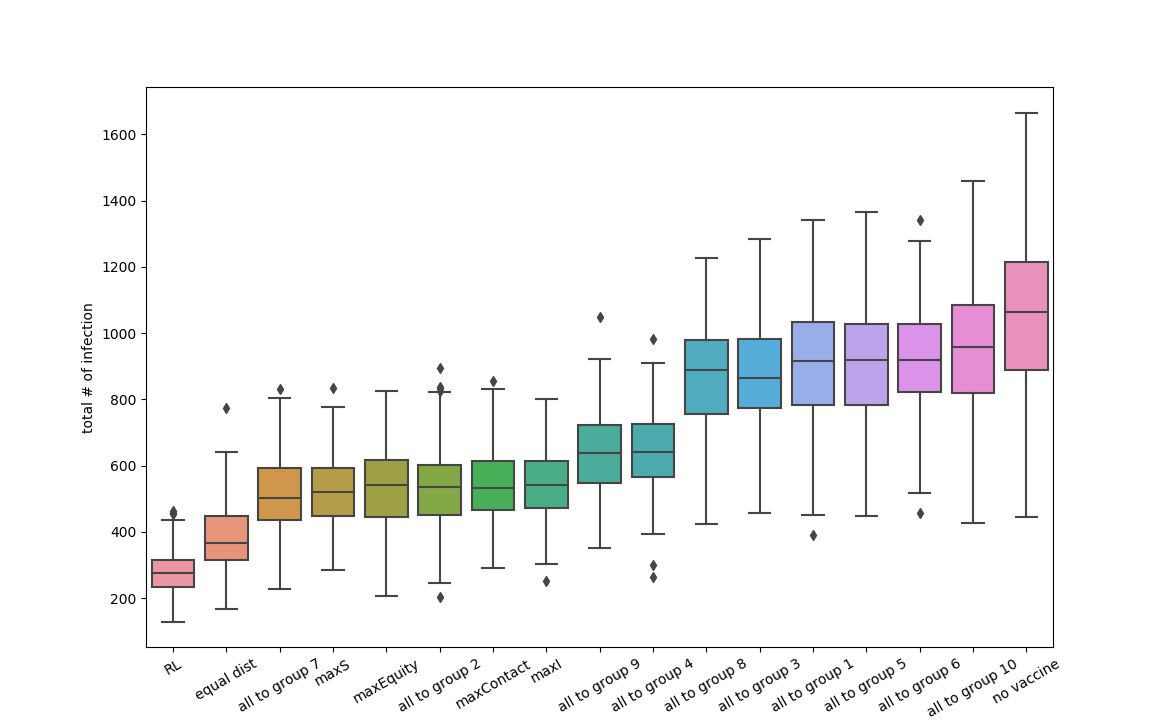 total # of infection
1600
1400
1200
1000
800
600
400
200
RL
equal dist
all to group 7
maxS
maxEquity
all to group 2
maxContact
maxI
all to group 9
all to group 4
all to group 8
all to group 3
all to group 1
all to group 5
all to group 6
all to group 10
no vaccine